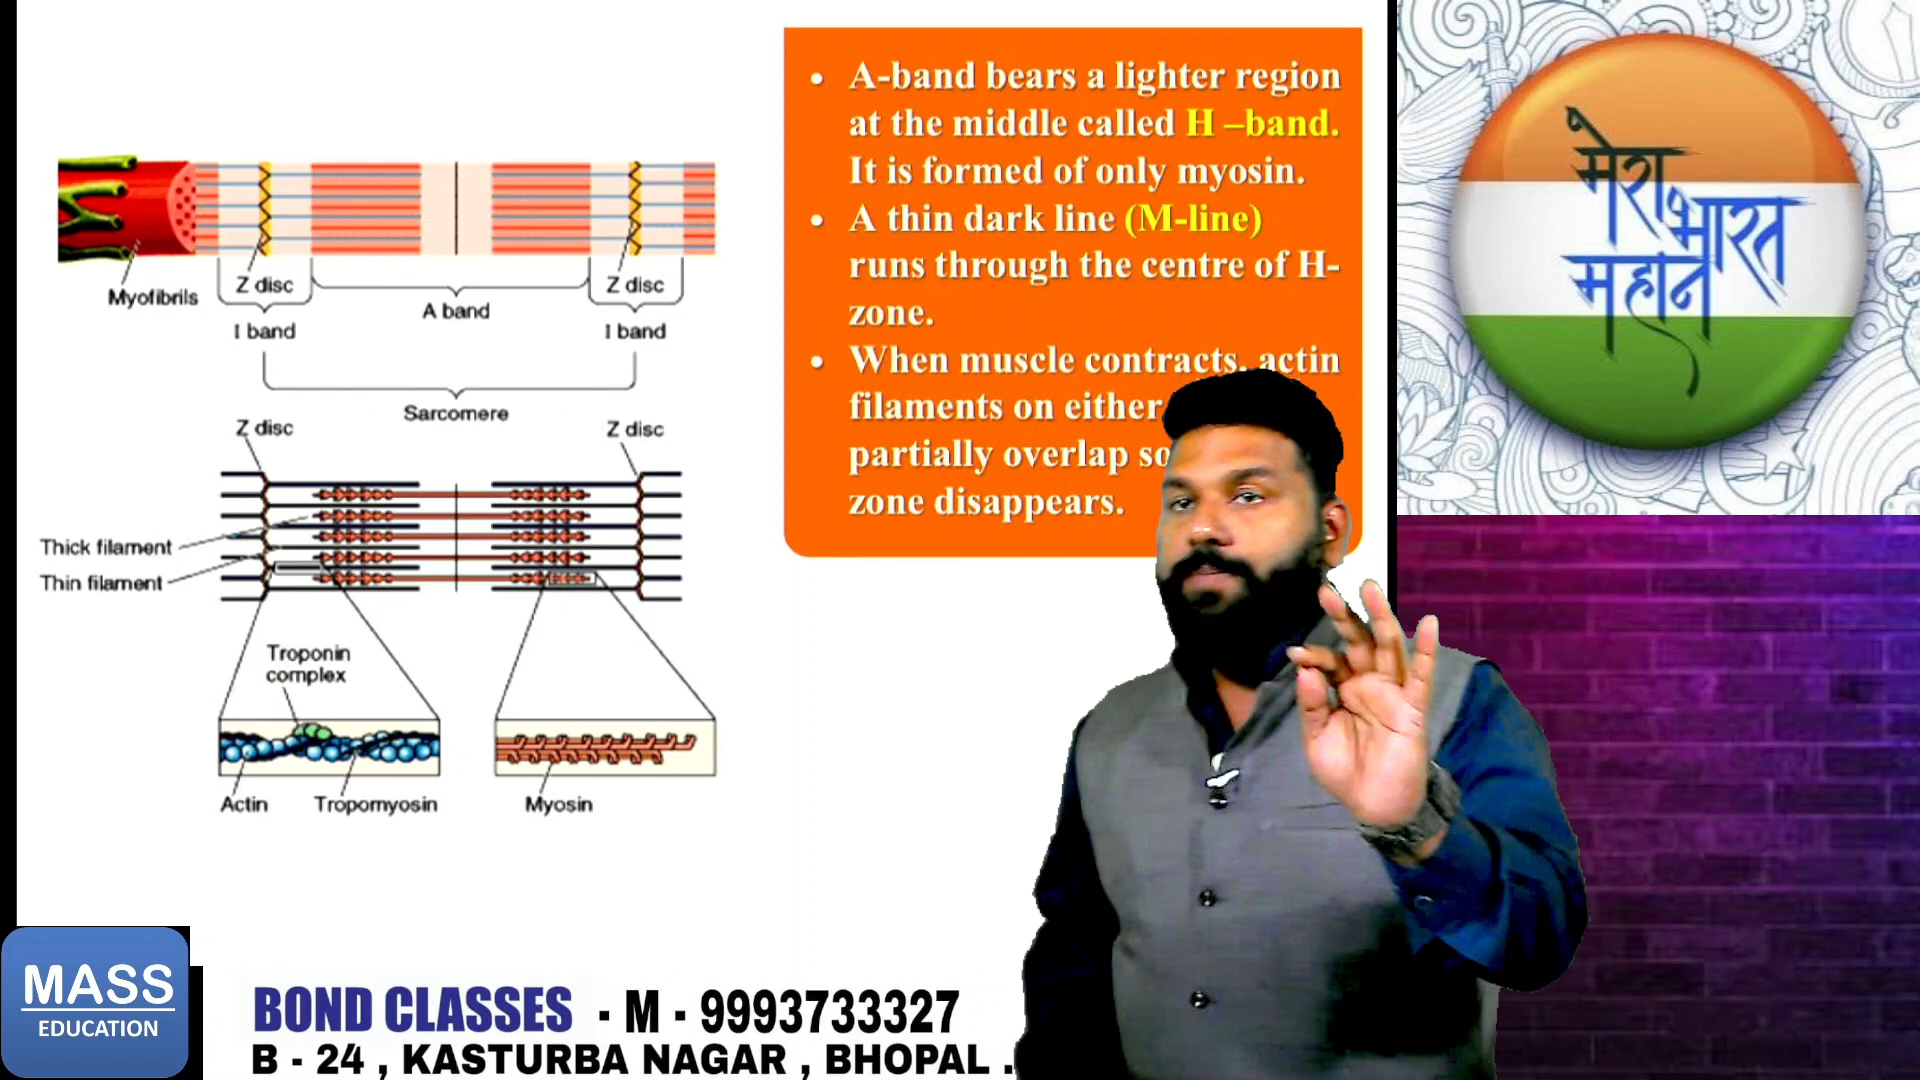 • A-band bears a lighter region
at the middle called H –band.
It is formed of only myosin.
• A thin dark line (M-line)
runs through the centre of H-
zone.
• When muscle contracts, actin
filaments on either
partially overlap so
zone disappears.
मेरा
भारत
महान
Myofibrils
Z disc
A band
Z disc
I band
I band
Sarcomere
Z disc
Z disc
Thick filament
Thin filament
Troponin
complex
Actin
Tropomyosin
Myosin
MASS
EDUCATION
BOND CLASSES - M - 9993733327
B - 24 , KASTURBA NAGAR , BHOPAL .